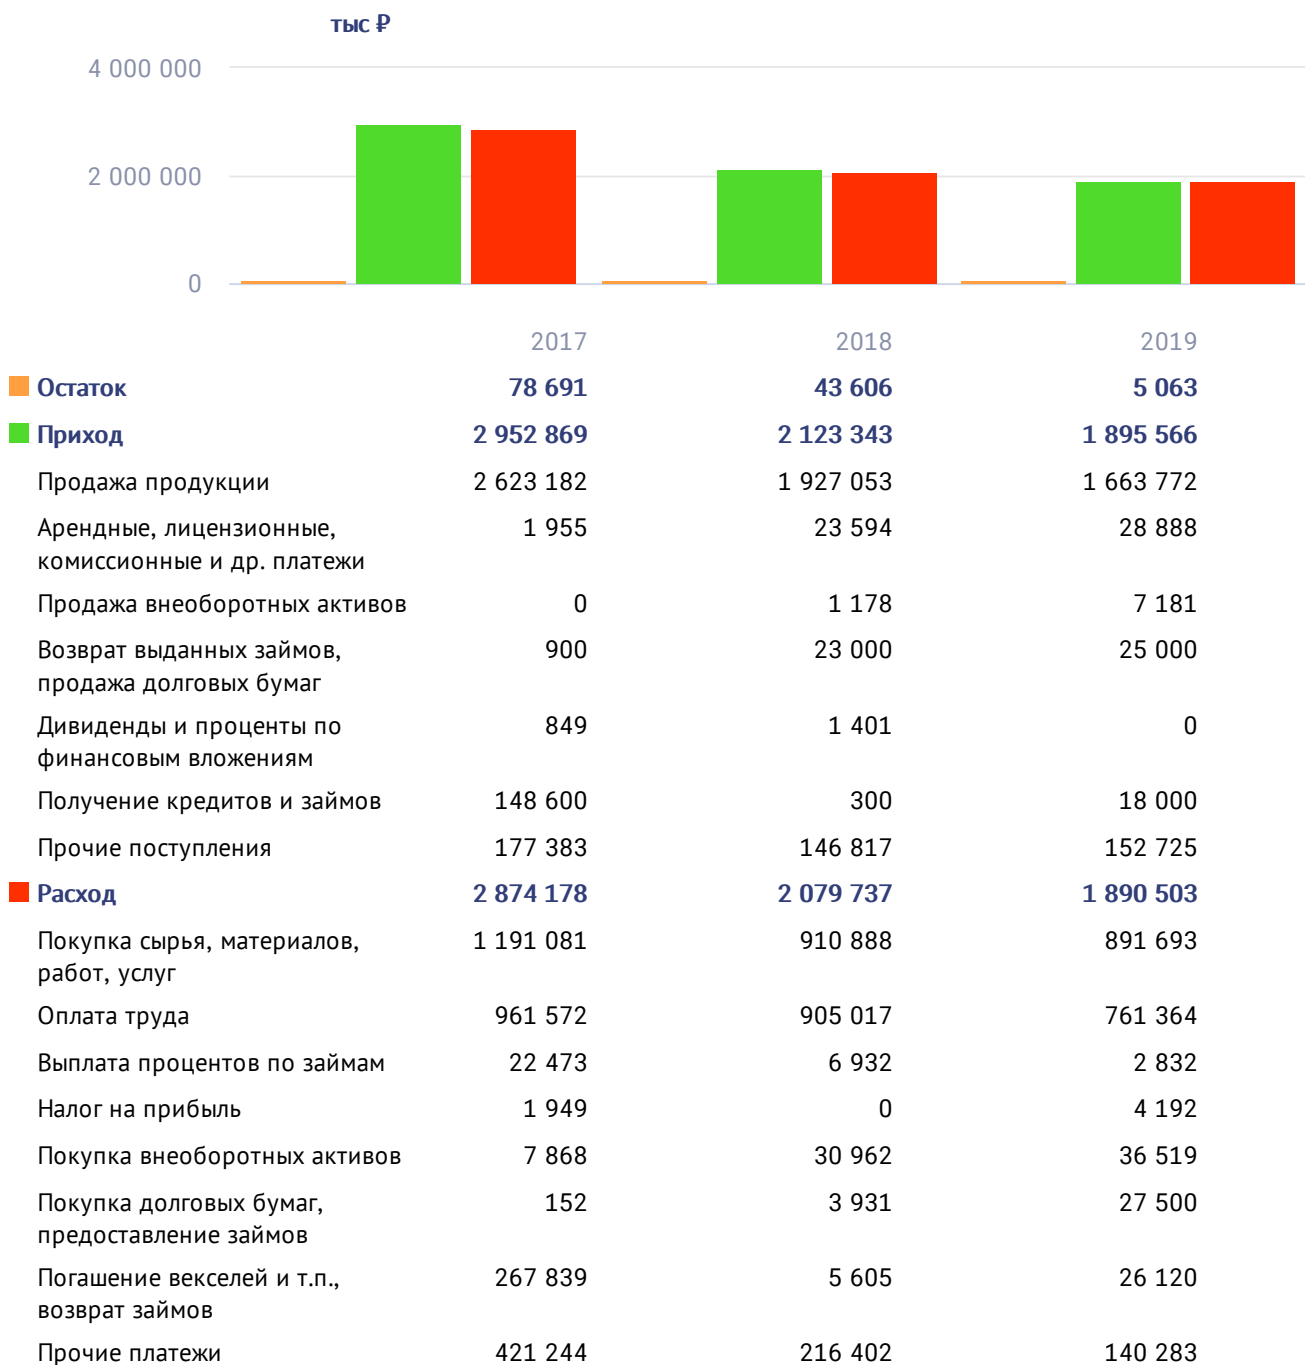 тыс ₽
4 000 000
2 000 000
0
2017 2018 2019
Остаток 78 691 43 606 5 063
Приход 2 952 869 2 123 343 1 895 566
Продажа продукции 2 623 182 1 927 053 1 663 772
Арендные, лицензионные, 1 955 23 594 28 888
комиссионные и др. платежи
Продажа внеоборотных активов 0 1 178 7 181
Возврат выданных займов, 900 23 000 25 000
продажа долговых бумаг
Дивиденды и проценты по 849 1 401 0
финансовым вложениям
Получение кредитов и займов 148 600 300 18 000
Прочие поступления 177 383 146 817 152 725
Расход 2 874 178 2 079 737 1 890 503
Покупка сырья, материалов, 1 191 081 910 888 891 693
работ, услуг
Оплата труда 961 572 905 017 761 364
Выплата процентов по займам 22 473 6 932 2 832
Налог на прибыль 1 949 0 4 192
Покупка внеоборотных активов 7 868 30 962 36 519
Покупка долговых бумаг, 152 3 931 27 500
предоставление займов
Погашение векселей и т.п., 267 839 5 605 26 120
возврат займов
Прочие платежи 421 244 216 402 140 283